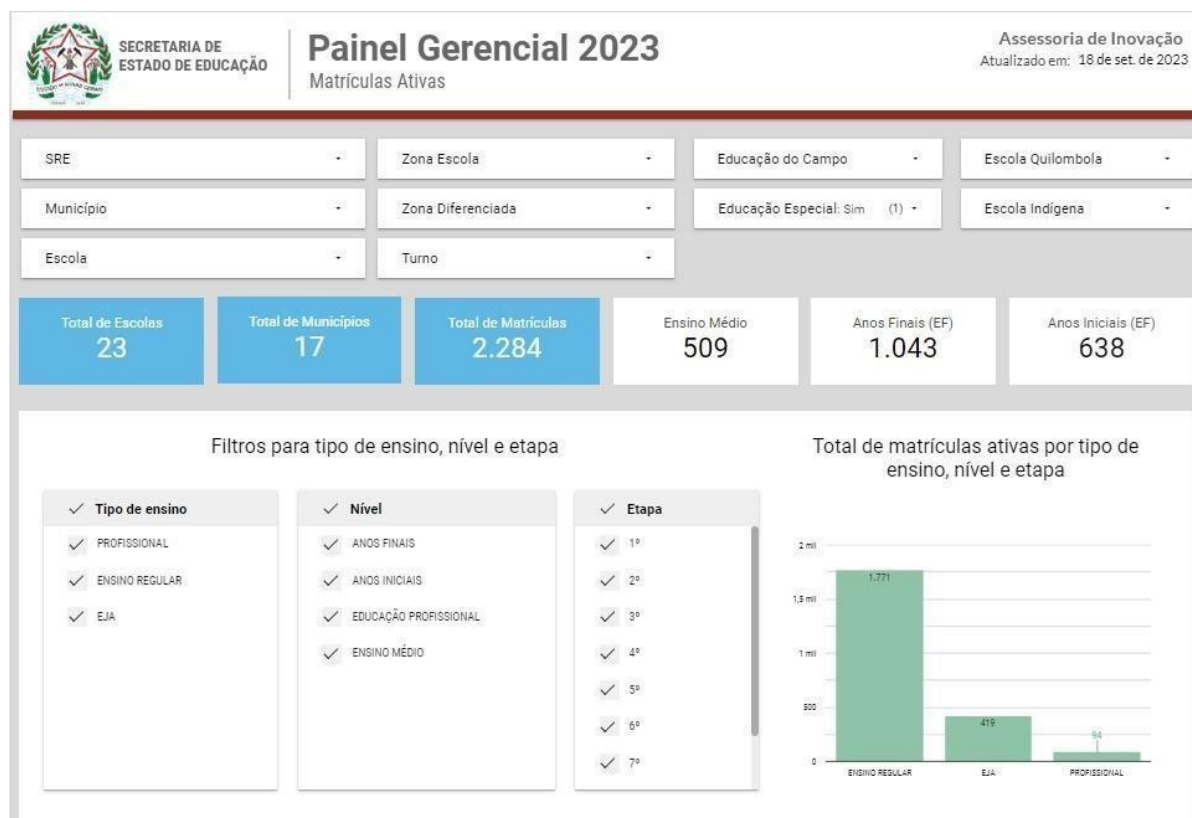 SECRETARIA DE
ESTADO DE EDUCAÇÃO
Painel Gerencial 2023
Matrículas Ativas
Assessoria de Inovação
Atualizado em: 18 de set. de 2023
SRE
Zona Escola
Educação do Campo
Escola Quilombola
Município
Zona Diferenciada
Educação Especial: Sim (1)
Escola Indígena
Escola
Turno
Total de Escolas
23
Total de Municípios
17
Total de Matrículas
2.284
Ensino Médio
509
Anos Finais (EF)
1.043
Anos Iniciais (EF)
638
Filtros para tipo de ensino, nível e etapa
Tipo de ensino
PROFISSIONAL
ENSINO REGULAR
EJA
Nível
ANOS FINAIS
ANOS INICIAIS
EDUCAÇÃO PROFISSIONAL
ENSINO MÉDIO
Etapa
1º
2º
3º
4º
5º
6º
7º
Total de matrículas ativas por tipo de
ensino, nível e etapa
2 mil
1,5 mil
1 mil
500
0
1.771
419
94
ENSINO REGULAR
EJA
PROFISSIONAL